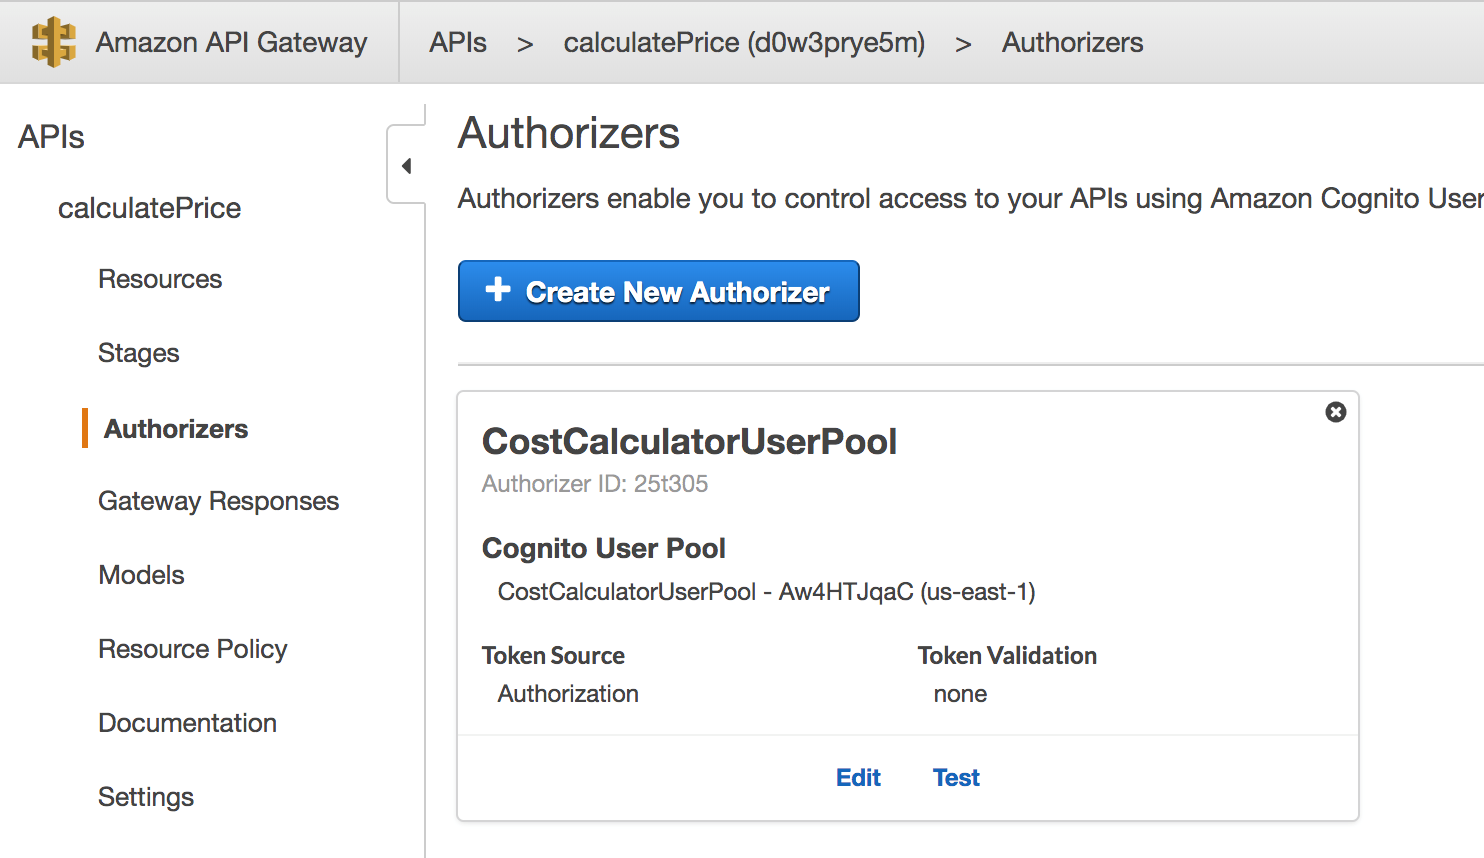 Amazon API Gateway
APIs > calculatePrice (d0w3prye5m) > Authorizers
APIs
calculatePrice
Resources
Stages
Authorizers
Gateway Responses
Models
Resource Policy
Documentation
Settings
Authorizers
Authorizers enable you to control access to your APIs using Amazon Cognito User
Create New Authorizer
CostCalculatorUserPool
Authorizer ID: 25t305
Cognito User Pool
CostCalculatorUserPool - Aw4HTJqaC (us-east-1)
Token Source Token Validation
Authorization none
Edit Test